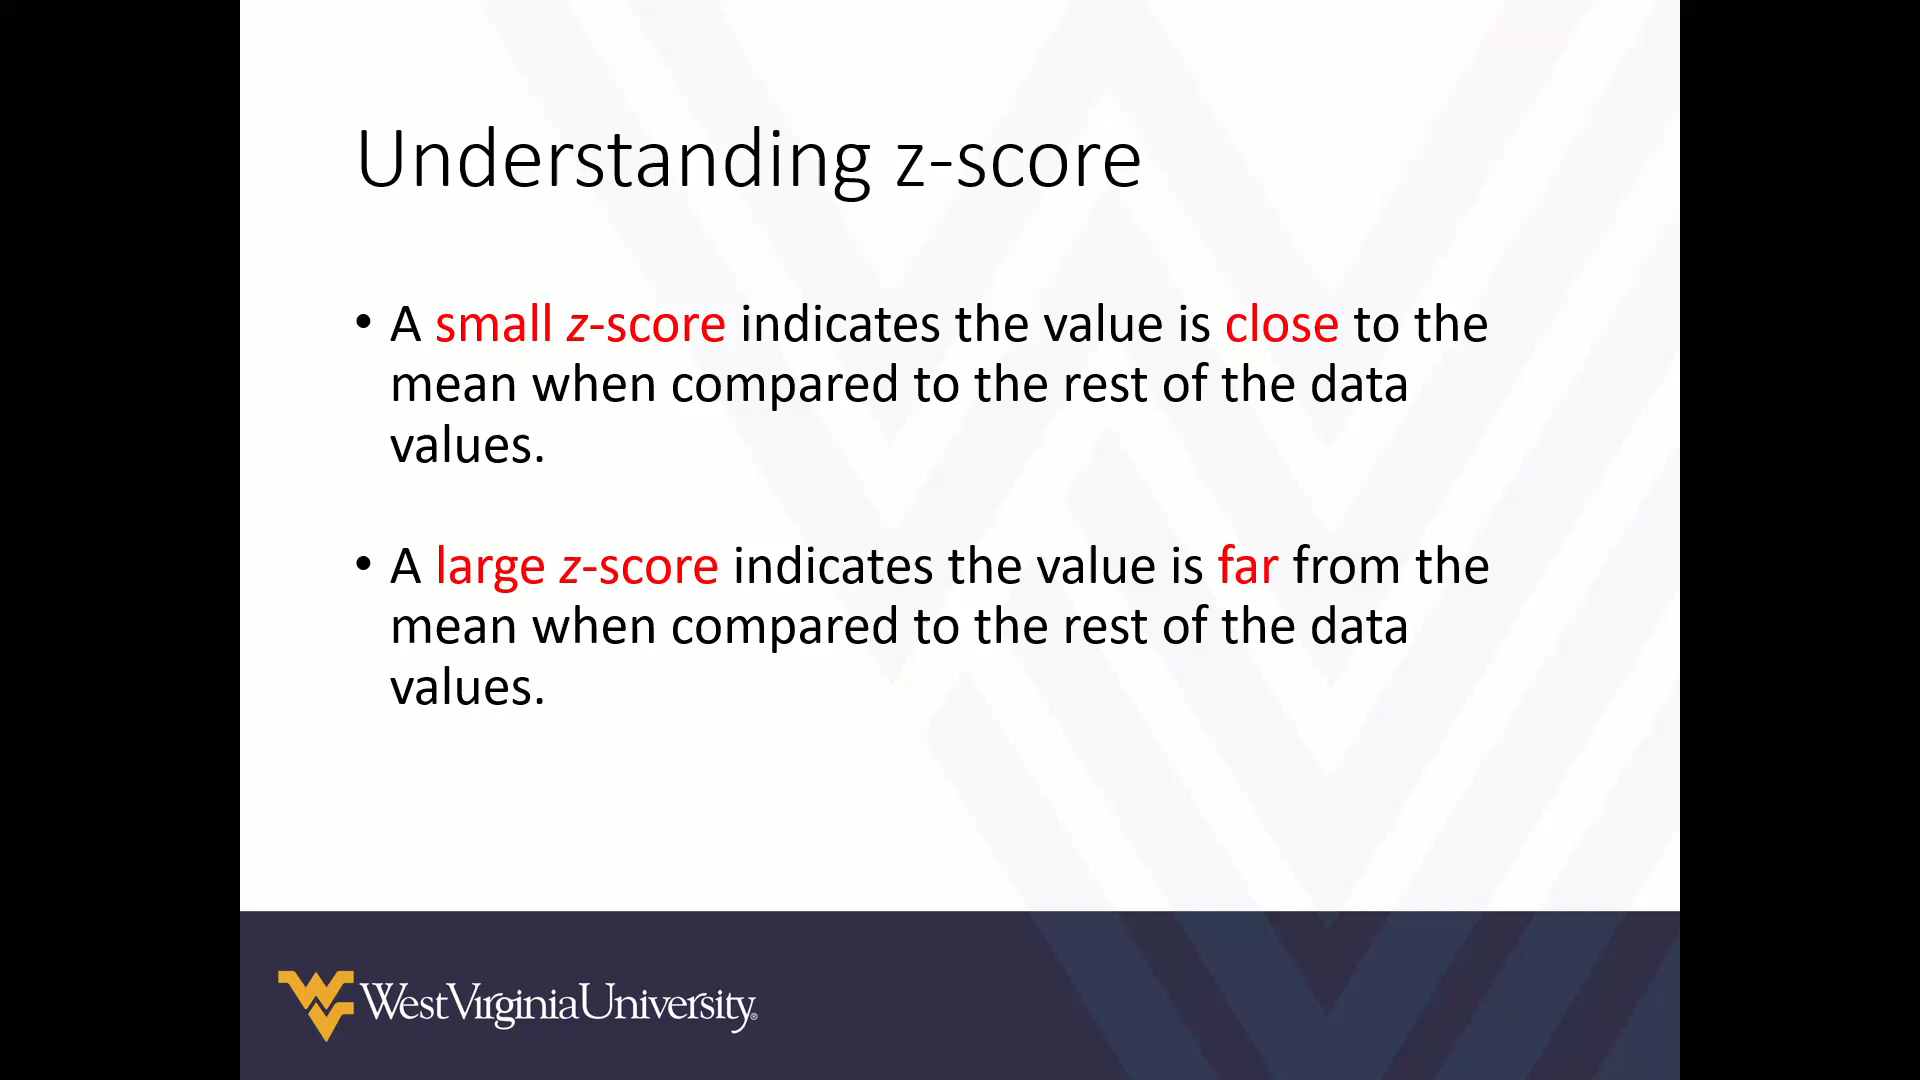 Understanding z-score
• A small z-score indicates the value is close to the
mean when compared to the rest of the data
values.
• A large z-score indicates the value is far from the
mean when compared to the rest of the data
values.
WestVirginiaUniversity®